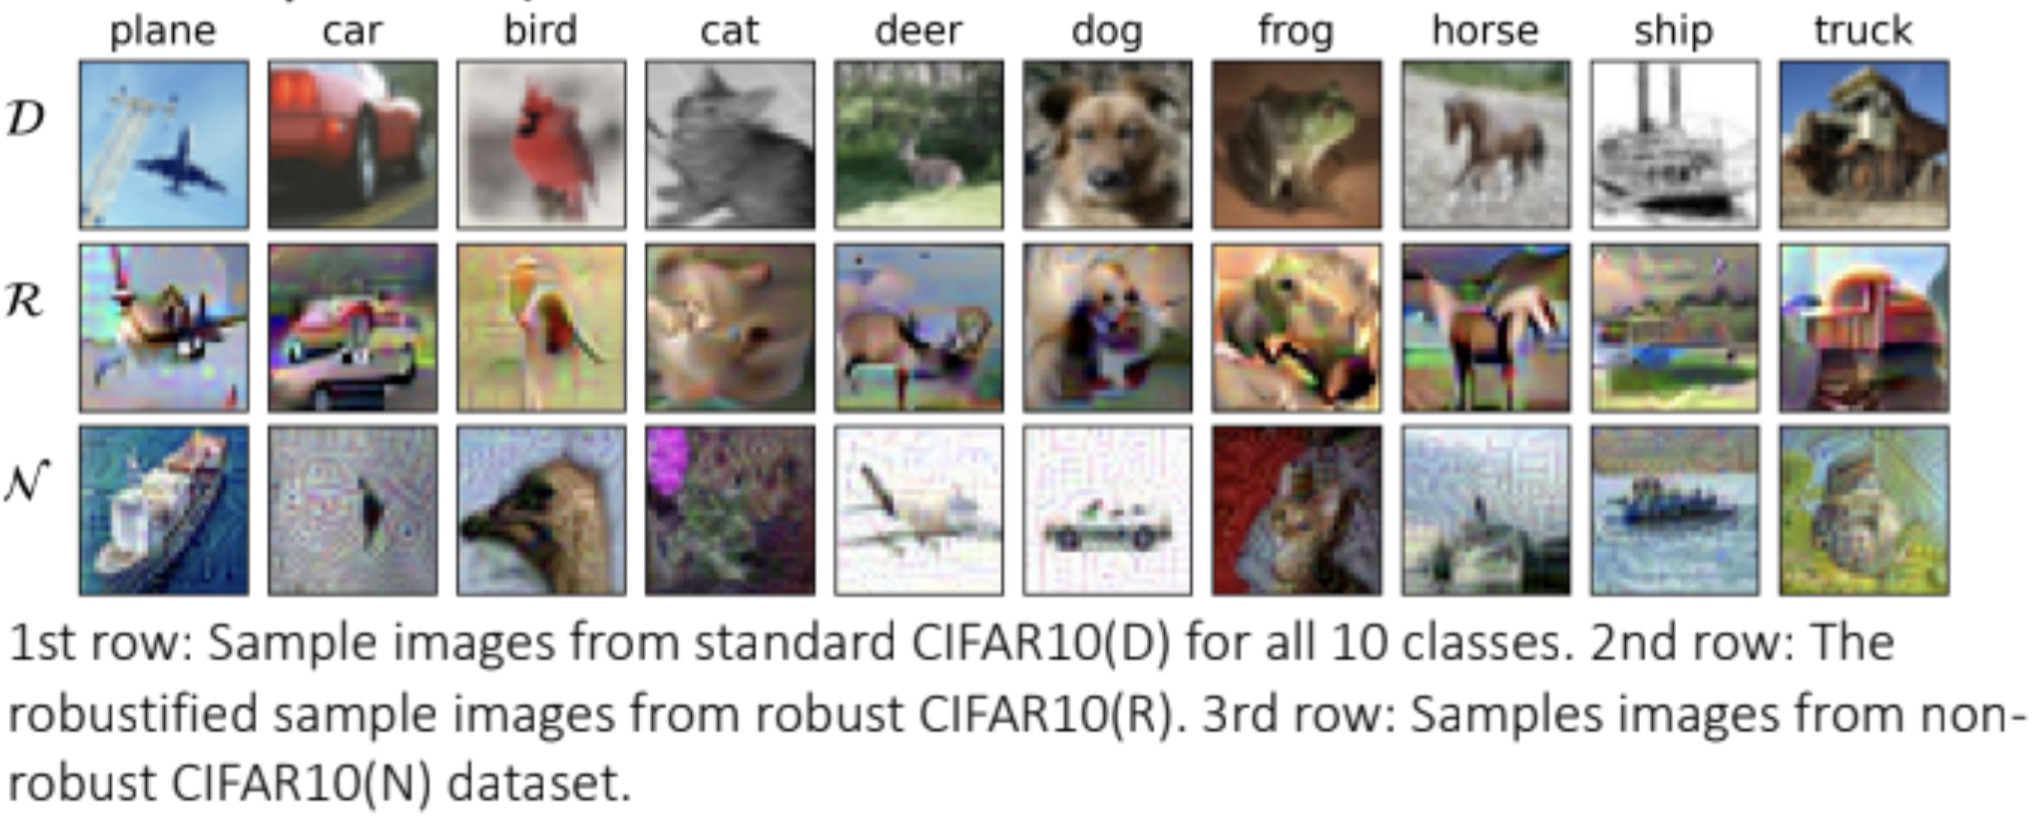 plane car bird cat deer dog frog horse ship truck
D
R
N
1st row: Sample images from standard CIFAR10(D) for all 10 classes. 2nd row: The
robustified sample images from robust CIFAR10(R). 3rd row: Samples images from non-
robust CIFAR10(N) dataset.